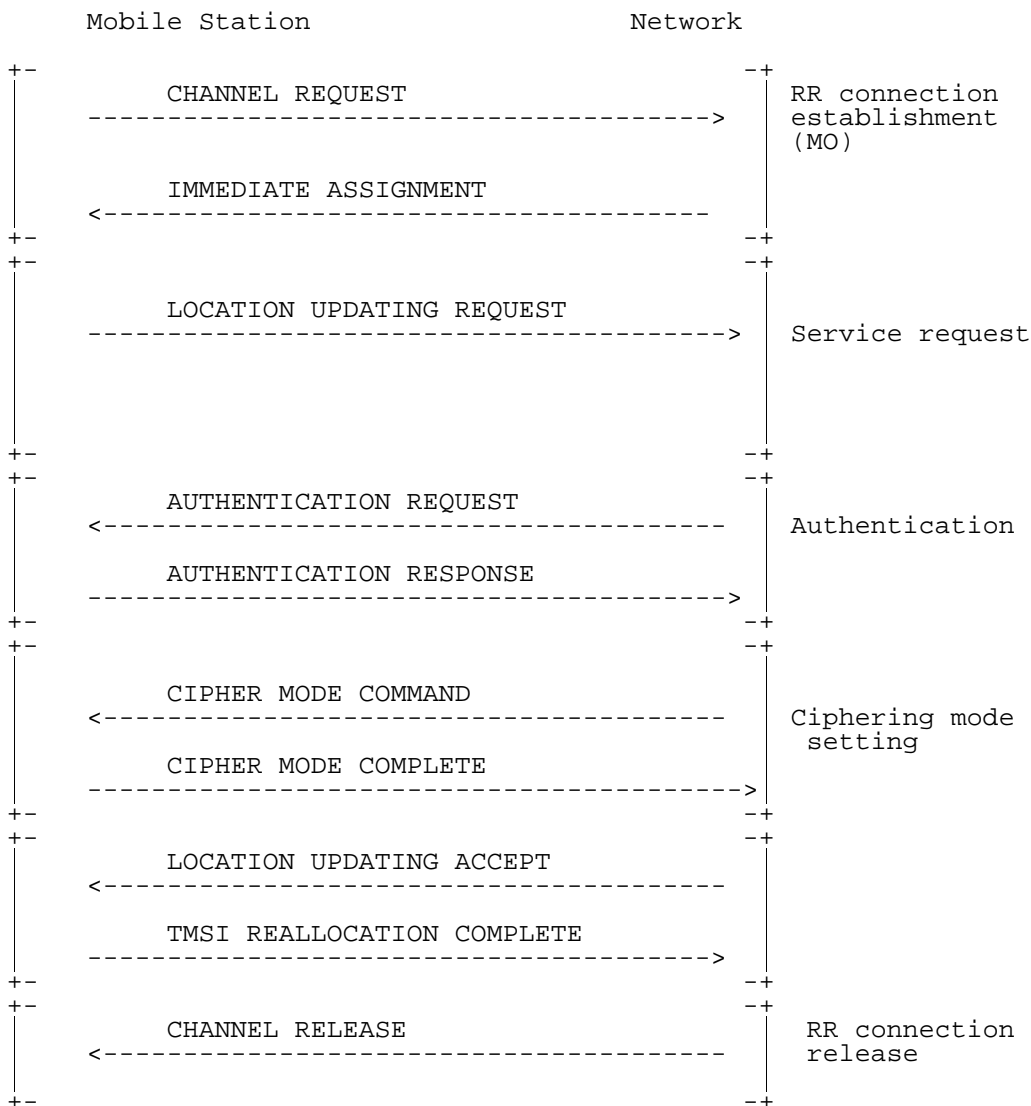 Mobile Station Network
CHANNEL REQUEST RR connection
establishment
(MO)
IMMEDIATE ASSIGNMENT
LOCATION UPDATING REQUEST
Service request
AUTHENTICATION REQUEST
Authentication
AUTHENTICATION RESPONSE
CIPHER MODE COMMAND
Ciphering mode
setting
CIPHER MODE COMPLETE
LOCATION UPDATING ACCEPT
TMSI REALLOCATION COMPLETE
CHANNEL RELEASE RR connection
release